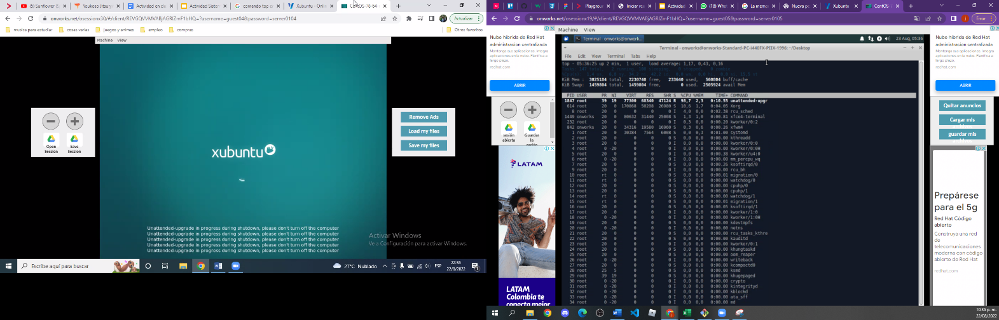 (5) Sunflower (Sp
Youkoso Jitsurya
Actividad en clas
Actividad Sistem
comando top en
Xubuntu - Online
CentOS-78-64-
onworks.net/osessionx30/#/client/REVGQVVMVABjAGRIZmF1bHQ=?username=guest04&password=server0104
Actualizar
musica para estudiar
cosas varias
juegos y animes
empleo
compras
Otros favoritos
Machine View
Open
Session
Save
Session
xubuntu
Remove Ads
Load my files
Save my files
Unattended-upgrade in progress during shutdown, please don't turn off the computer
Unattended-upgrade in progress during shutdown, please don't turn off the computer
Unattended-upgrade in progress during shutdown, please don't turn off the computer
Unattended-upgrade in progress during shutdown, please don't turn off the computer
Unattended-upgrade in progress during shutdown, please don't turn off the computer
Activar Windows
Ve a Configuración para activar Windows.
Escribe aquí para buscar
27°C Nublado
ESP
22:36
22/8/2022
Playground
Iniciar reu
Actividad
(18) What
La memor
Nueva pe
Xubuntu
CentOS-
onworks.net/osessionx19/#/client/REVGQVVMVABjAGRIZmF1bHQ=?username=guest05&password=server0105
Error
Machine View
Nube híbrida de Red Hat
administracion centralizada
Mantenga sus aplicaciones. Integra
aplicaciones en la nube. Planifica a
largo plazo.
redhat.com
ABRIR
sesión
abierta
Guardar
la
sesión
LATAM
LATAM
Colombia te
conecta mejor
Terminal - onworks@onwork...
23 Aug, 05:36
Terminal - onworks@onworks-Standard-PC-i440FX-PIIX-1996: ~/Desktop
File Edit View Terminal Tabs Help
top - 05:36:25 up 2 min, 1 user, load average: 1,17, 0,43, 0,16
KiB Mem : 3025184 total, 2230740 free, 233640 used, 560804 buff/cache
KiB Swap: 1459804 total, 1459804 free, 0 used. 2505924 avail Mem
PID USER PR NI VIRT RES SHR S %CPU %MEM TIME+ COMMAND
1847 root 39 19 77300 68340 47124 R 98,7 2,3 0:10.55 unattended-upgr
614 root 20 0 170868 50208 26980 S 10,6 1,7 0:04.05 Xorg
8 root 20 0 0 0 0 I 4,0 0,0 0:02.38 rcu_sched
1449 onworks 20 0 80632 31440 25008 S 1,3 1,0 0:00.81 xfce4-terminal
232 root 20 0 0 0 0 I 0,3 0,0 0:00.20 kworker/0:2
842 onworks 20 0 34316 19580 16960 S 0,3 0,6 0:00.26 xfwm4
1 root 20 0 30384 7564 6008 S 0,0 0,3 0:01.00 systemd
2 root 20 0 0 0 0 S 0,0 0,0 0:00.00 kthreadd
3 root 20 0 0 0 0 I 0,0 0,0 0:00.00 kworker/0:0
4 root 0 -20 0 0 0 I 0,0 0,0 0:00.00 kworker/0:0H
5 root 20 0 0 0 0 I 0,0 0,0 0:00.38 kworker/u4:0
6 root 0 -20 0 0 0 I 0,0 0,0 0:00.00 mm_percpu_wq
7 root 20 0 0 0 0 S 0,0 0,0 0:00.26 ksoftirqd/0
9 root 20 0 0 0 0 I 0,0 0,0 0:00.00 rcu_bh
10 root rt 0 0 0 0 S 0,0 0,0 0:00.01 migration/0
11 root rt 0 0 0 0 S 0,0 0,0 0:00.00 watchdog/0
12 root 20 0 0 0 0 S 0,0 0,0 0:00.00 cpuhp/0
13 root 20 0 0 0 0 S 0,0 0,0 0:00.00 cpuhp/1
14 root rt 0 0 0 0 S 0,0 0,0 0:00.00 watchdog/1
15 root rt 0 0 0 0 S 0,0 0,0 0:00.01 migration/1
16 root 20 0 0 0 0 S 0,0 0,0 0:00.05 ksoftirqd/1
17 root 20 0 0 0 0 I 0,0 0,0 0:00.00 kworker/1:0
18 root 0 -20 0 0 0 I 0,0 0,0 0:00.00 kworker/1:0H
19 root 20 0 0 0 0 S 0,0 0,0 0:00.00 kdevtmpfs
20 root 0 -20 0 0 0 I 0,0 0,0 0:00.00 netns
21 root 20 0 0 0 0 S 0,0 0,0 0:00.00 rcu_tasks_kthre
22 root 20 0 0 0 0 S 0,0 0,0 0:00.00 kauditd
23 root 20 0 0 0 0 I 0,0 0,0 0:00.00 kworker/0:1
24 root 20 0 0 0 0 S 0,0 0,0 0:00.00 khungtaskd
25 root 20 0 0 0 0 S 0,0 0,0 0:00.00 oom_reaper
26 root 0 -20 0 0 0 I 0,0 0,0 0:00.00 writeback
27 root 20 0 0 0 0 S 0,0 0,0 0:00.00 kcompactd0
28 root 25 5 0 0 0 S 0,0 0,0 0:00.00 ksmd
29 root 39 19 0 0 0 S 0,0 0,0 0:00.00 khugepaged
30 root 0 -20 0 0 0 I 0,0 0,0 0:00.00 crypto
31 root 0 -20 0 0 0 I 0,0 0,0 0:00.00 kintegrityd
32 root 0 -20 0 0 0 I 0,0 0,0 0:00.00 kblockd
33 root 0 -20 0 0 0 I 0,0 0,0 0:00.00 ata_sff
34 root 0 -20 0 0 0 I 0,0 0,0 0:00.00 md
Nube híbrida de Red Hat
administracion centralizada
Mantenga sus aplicaciones. Integra
aplicaciones en la nube. Planifica a
largo plazo.
redhat.com
ABRIR
Quitar anuncios
Cargar mis
guardar mis
Prepárese
para el 5g
Red Hat Código
abierto
Construya una red
de
telecomunicaciones
moderna con código
abierto de Red Hat
redhat.com
10:36 p. m.
22/08/2022